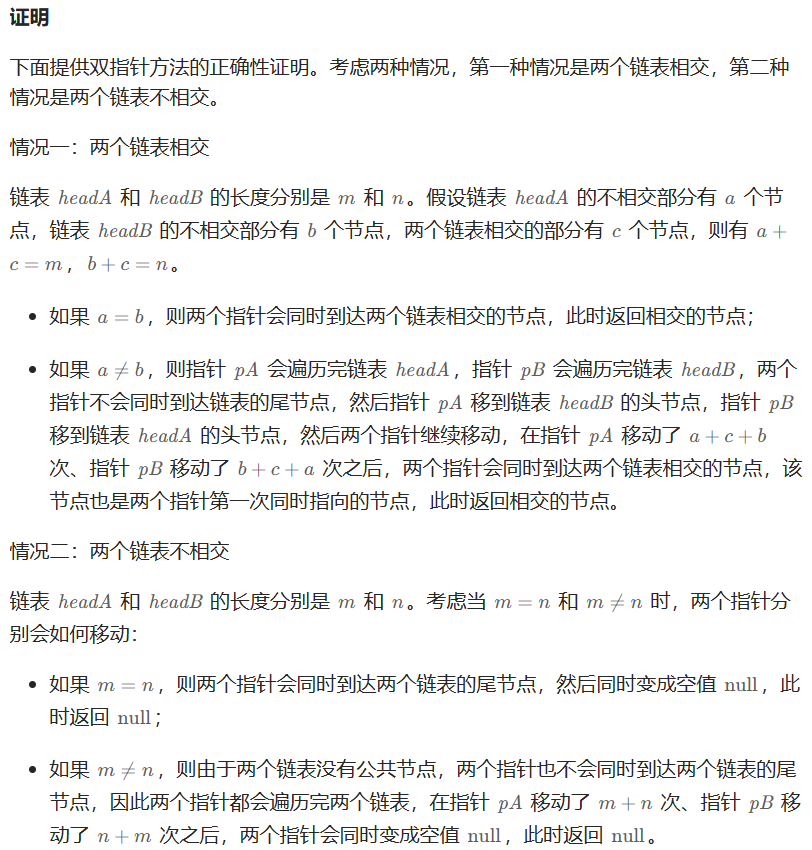 证明
下面提供双指针方法的正确性证明。考虑两种情况，第一种情况是两个链表相交，第二种
情况是两个链表不相交。
情况一：两个链表相交
链表 headA 和 headB 的长度分别是 m 和 n。假设链表 headA 的不相交部分有 a 个节
点，链表 headB 的不相交部分有 b 个节点，两个链表相交的部分有 c 个节点，则有 a +
c = m，b + c = n。
• 如果 a = b，则两个指针会同时到达两个链表相交的节点，此时返回相交的节点；
• 如果 a ≠ b，则指针 pA 会遍历完链表 headA，指针 pB 会遍历完链表 headB，两个
指针不会同时到达链表的尾节点，然后指针 pA 移到链表 headB 的头节点，指针 pB
移到链表 headA 的头节点，然后两个指针继续移动，在指针 pA 移动了 a + c + b
次、指针 pB 移动了 b + c + a 次之后，两个指针会同时到达两个链表相交的节点，该
节点也是两个指针第一次同时指向的节点，此时返回相交的节点。
情况二：两个链表不相交
链表 headA 和 headB 的长度分别是 m 和 n。考虑当 m = n 和 m ≠ n 时，两个指针分
别会如何移动：
• 如果 m = n，则两个指针会同时到达两个链表的尾节点，然后同时变成空值 null，此
时返回 null；
• 如果 m ≠ n，则由于两个链表没有公共节点，两个指针也不会同时到达两个链表的尾
节点，因此两个指针都会遍历完两个链表，在指针 pA 移动了 m + n 次、指针 pB 移
动了 n + m 次之后，两个指针会同时变成空值 null，此时返回 null。